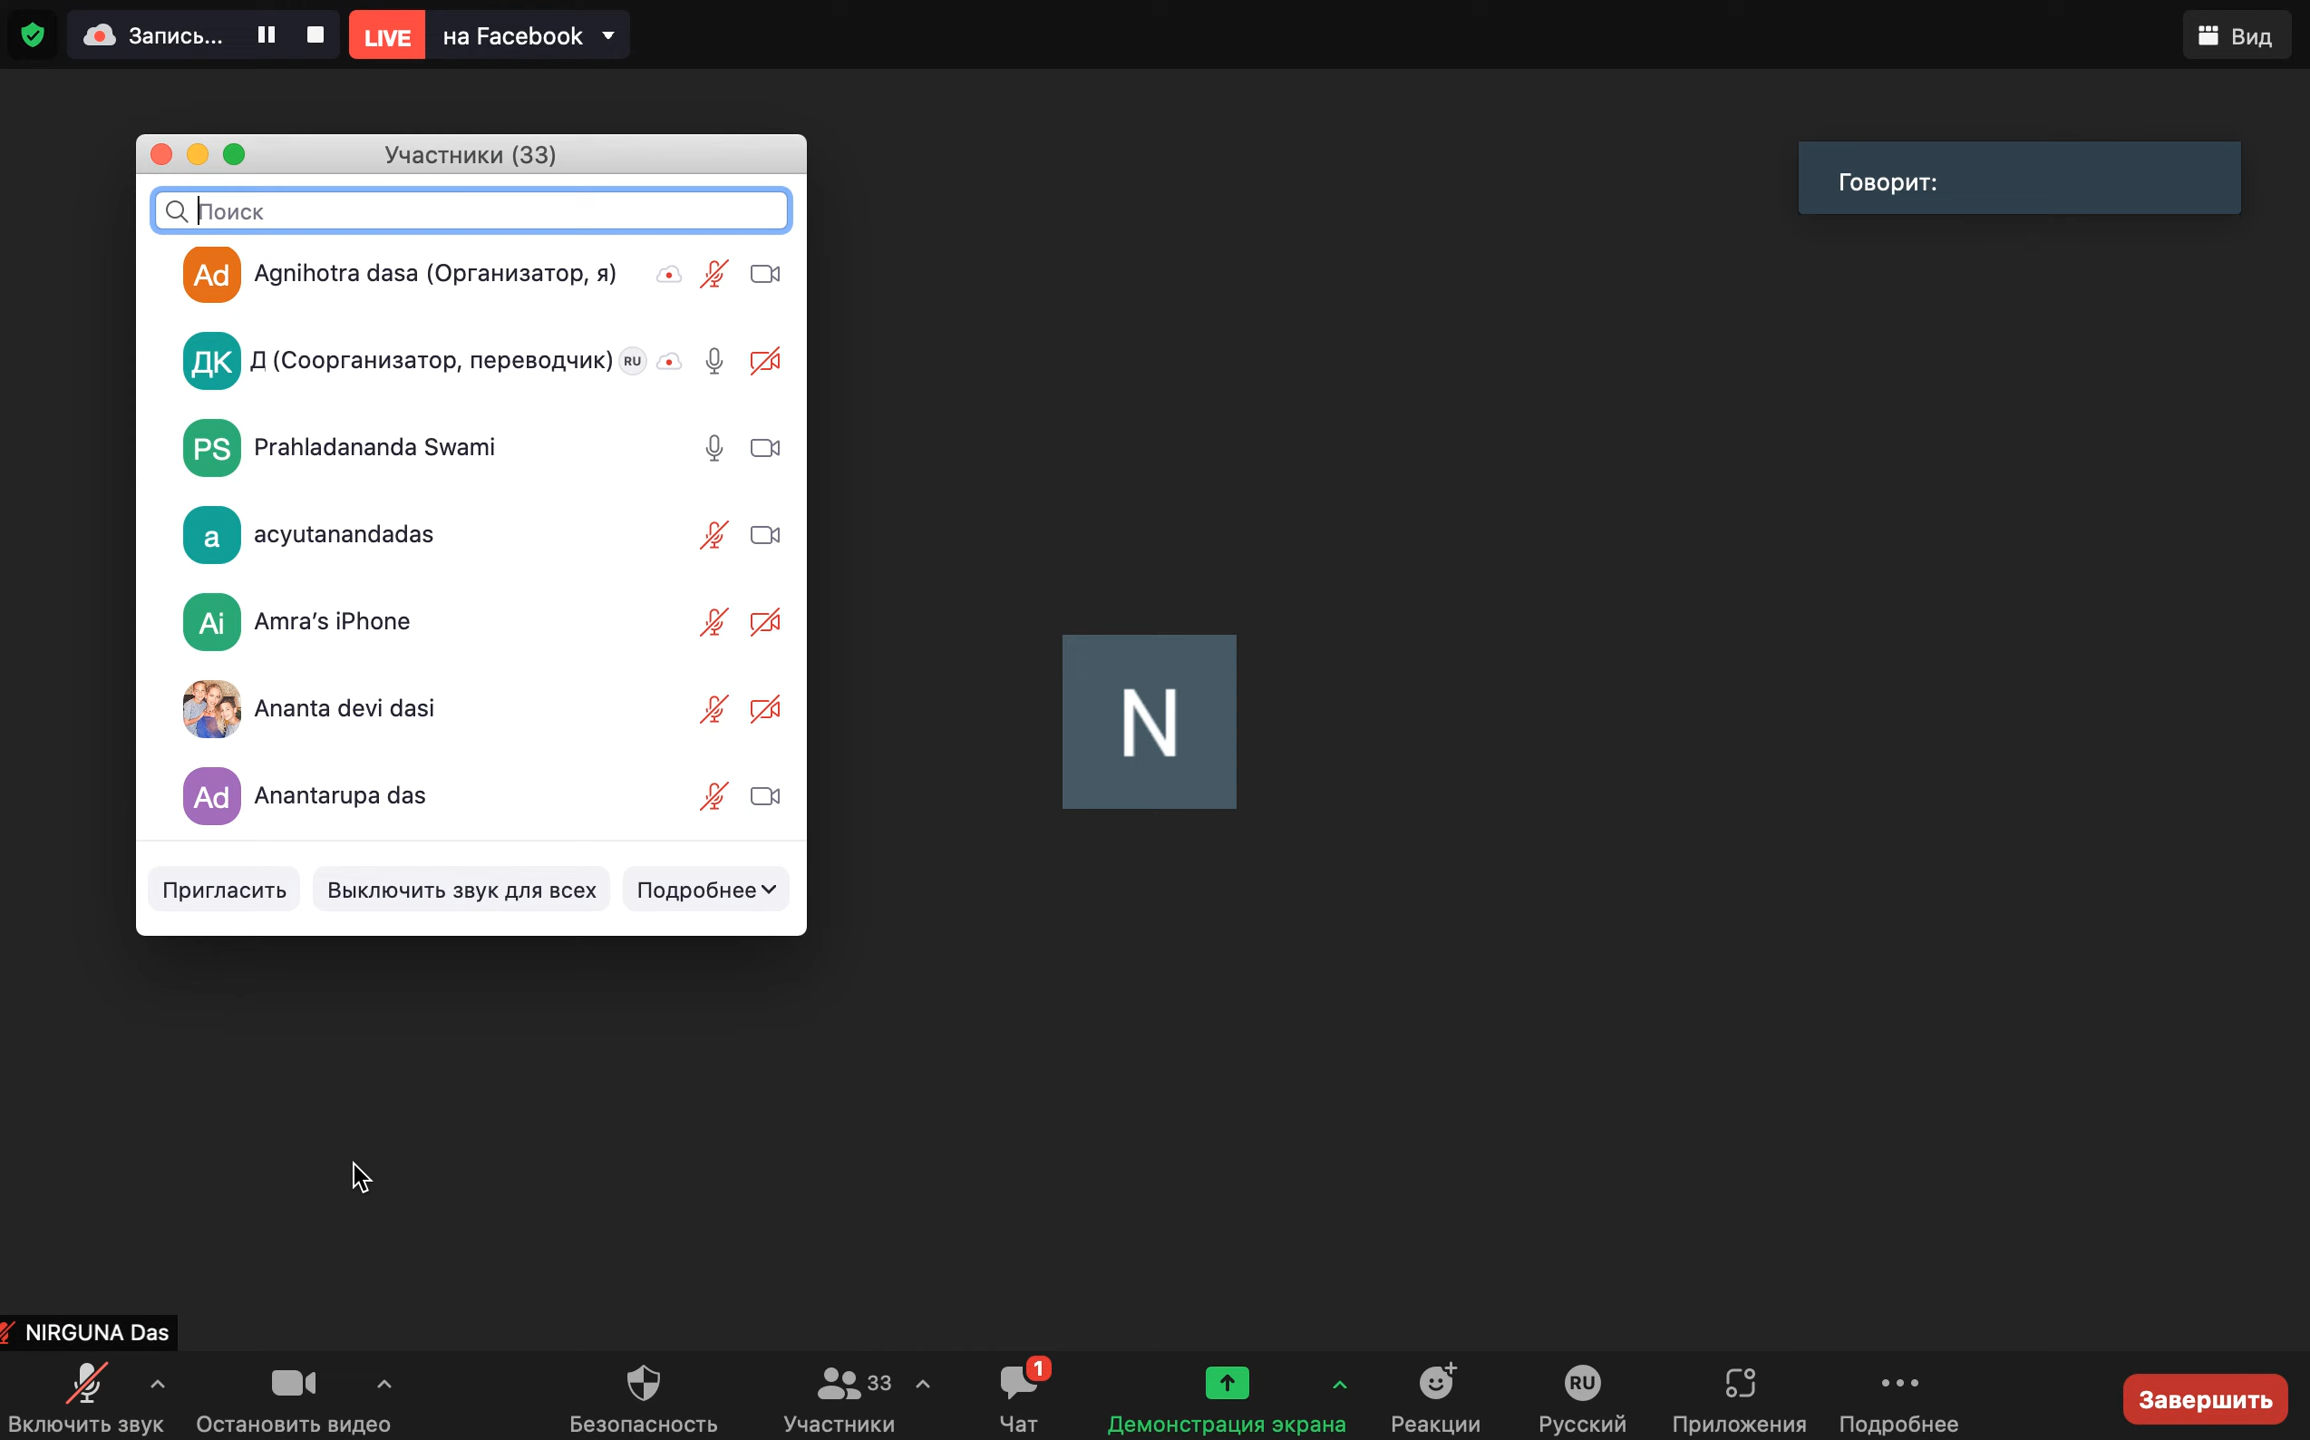 Запись...
LIVE на Facebook
Вид
Участники (33)
Поиск
Говорит:
Ad Agnihotra dasa (Организатор, я)
ДК Д (Соорганизатор, переводчик) RU
PS Prahladananda Swami
a acyutanandadas
Ai Amra’s iPhone
Ananta devi dasi
Ad Anantarupa das
N
Пригласить Выключить звук для всех Подробнее
NIRGUNA Das
33 1 RU
Включить звук Остановить видео Безопасность Участники Чат Демонстрация экрана Реакции Русский Приложения Подробнее Завершить